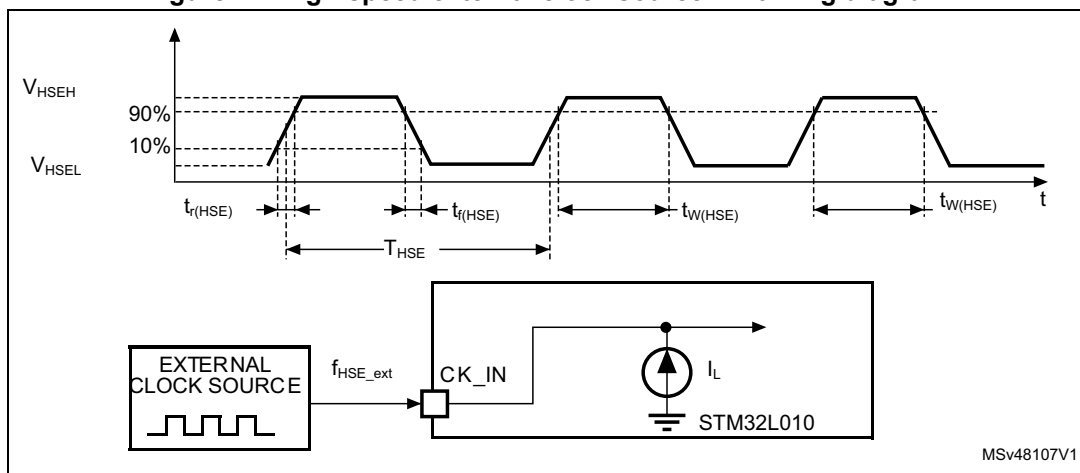 V_HSEH
90%
10%
V_HSEL
t_r(HSE)
t_f(HSE)
t_W(HSE)
t_W(HSE)
t
T_HSE
EXTERNAL
CLOCK SOURCE
f_HSE_ext
CK_IN
I_L
STM32L010
MSv48107V1